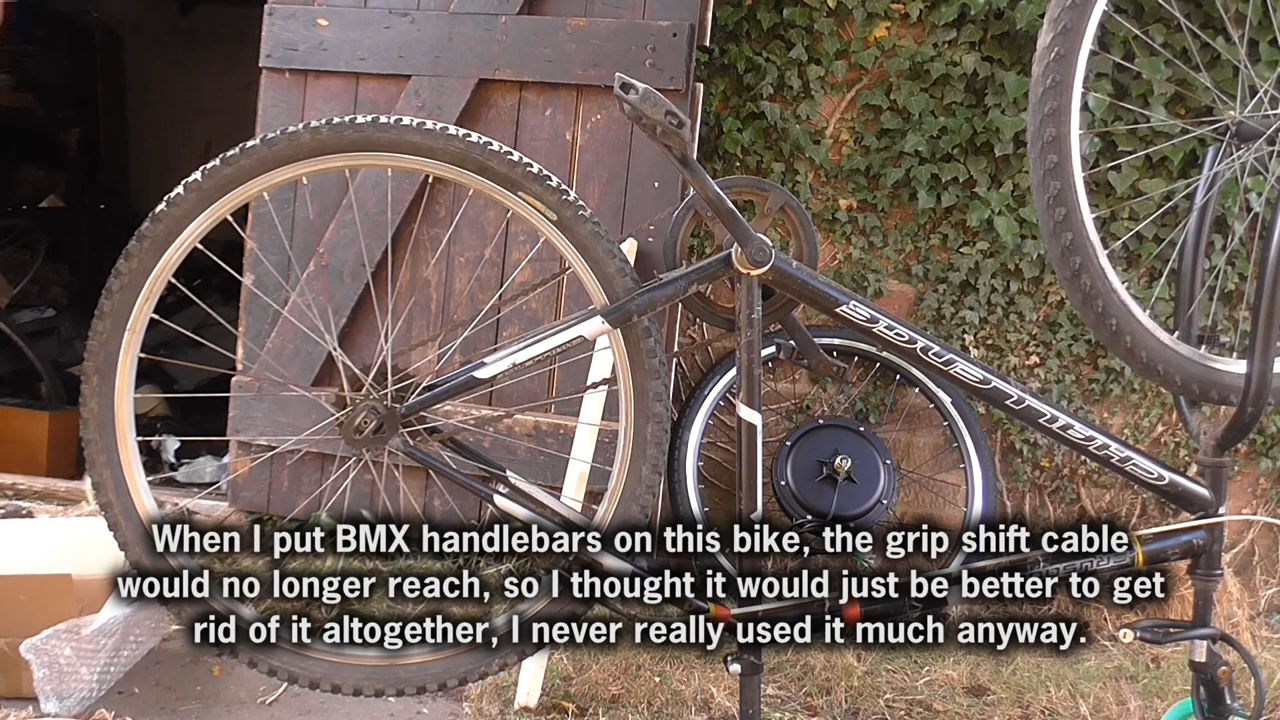 CHALLENGE
When I put BMX handlebars on this bike, the grip shift cable
would no longer reach, so I thought it would just be better to get
rid of it altogether, I never really used it much anyway.